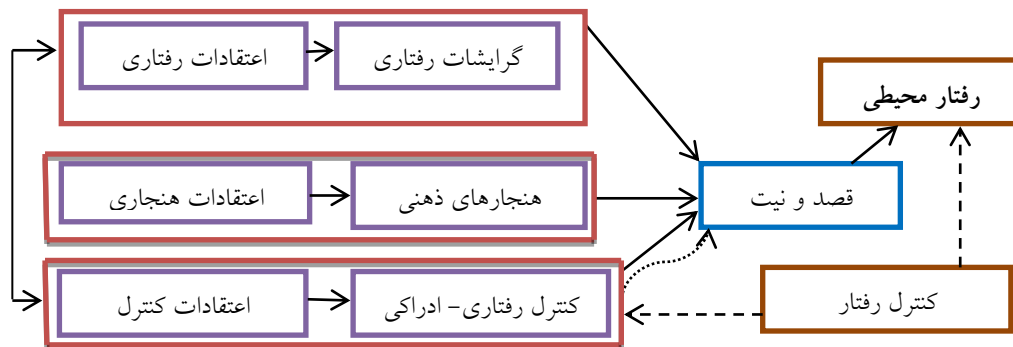 اعتقادات رفتاری
گرایشات رفتاری
رفتار محیطی
اعتقادات هنجاری
هنجارهای ذهنی
قصد و نیت
اعتقادات کنترل
کنترل رفتاری- ادراکی
کنترل رفتار